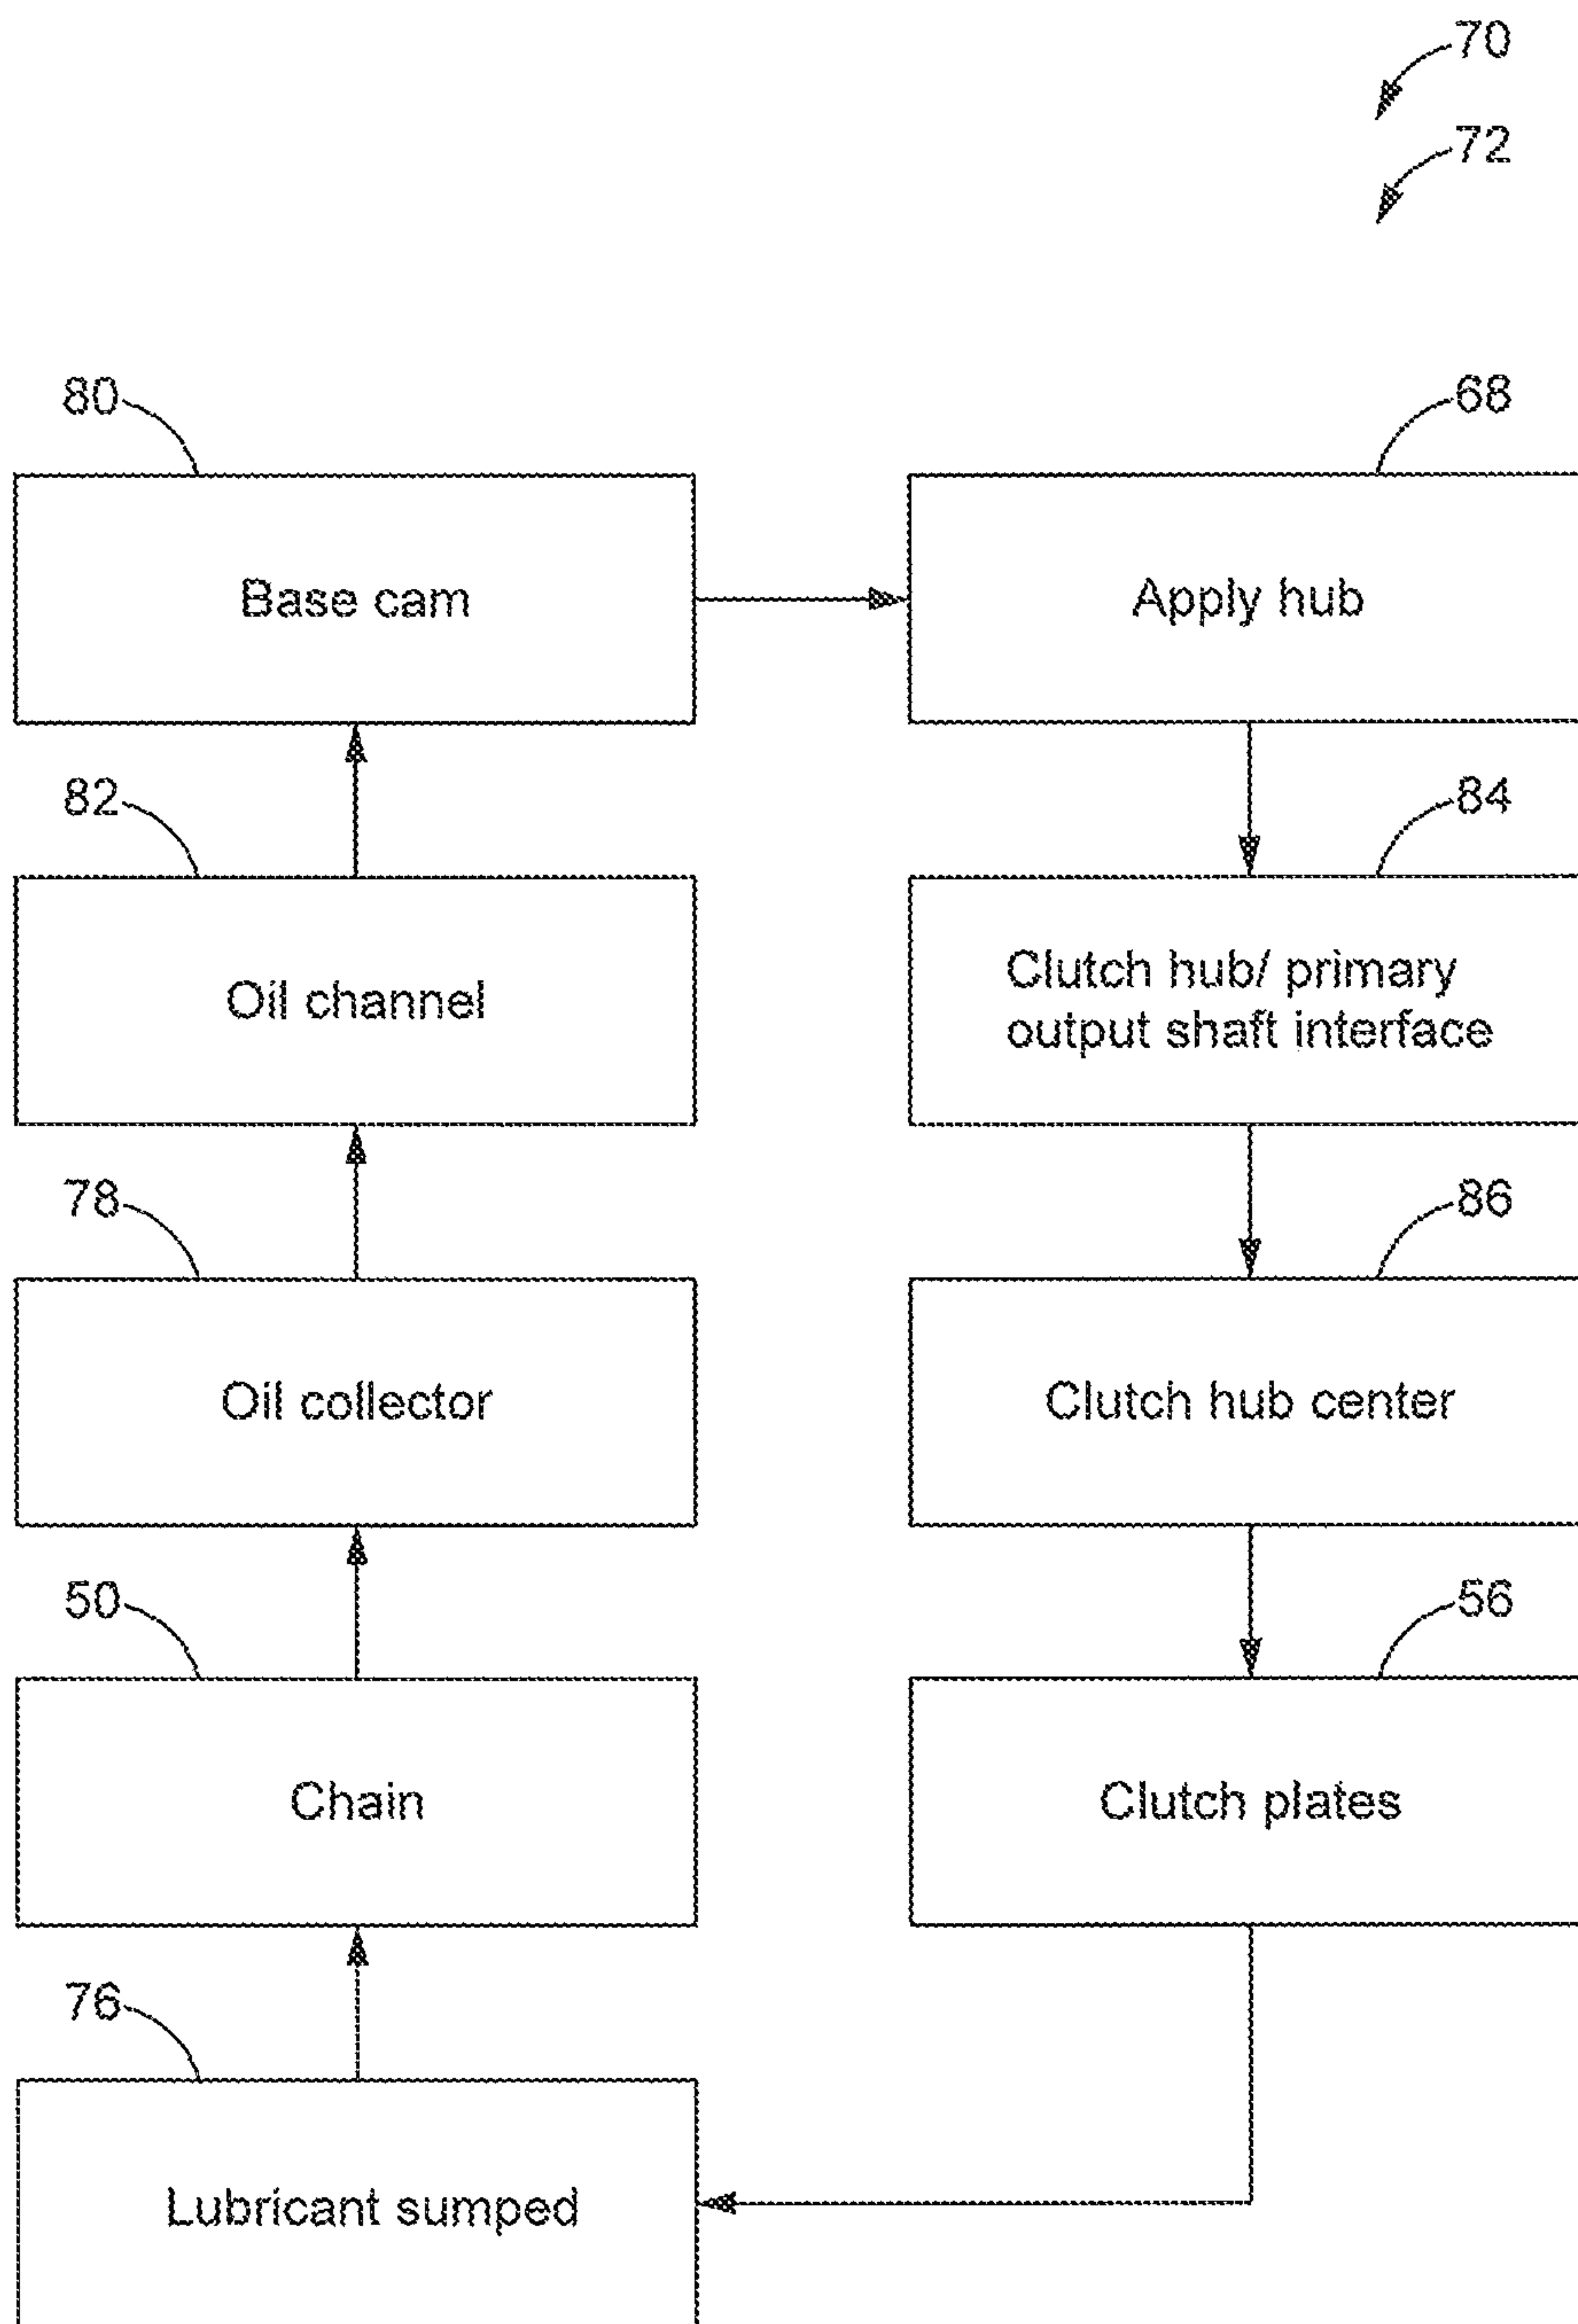 70
72
80
68
Base cam
Apply hub
82
84
Oil channel
Clutch hub/ primary
output shaft interface
78
86
Oil collector
Clutch hub center
50
56
Chain
Clutch plates
76
Lubricant sumped